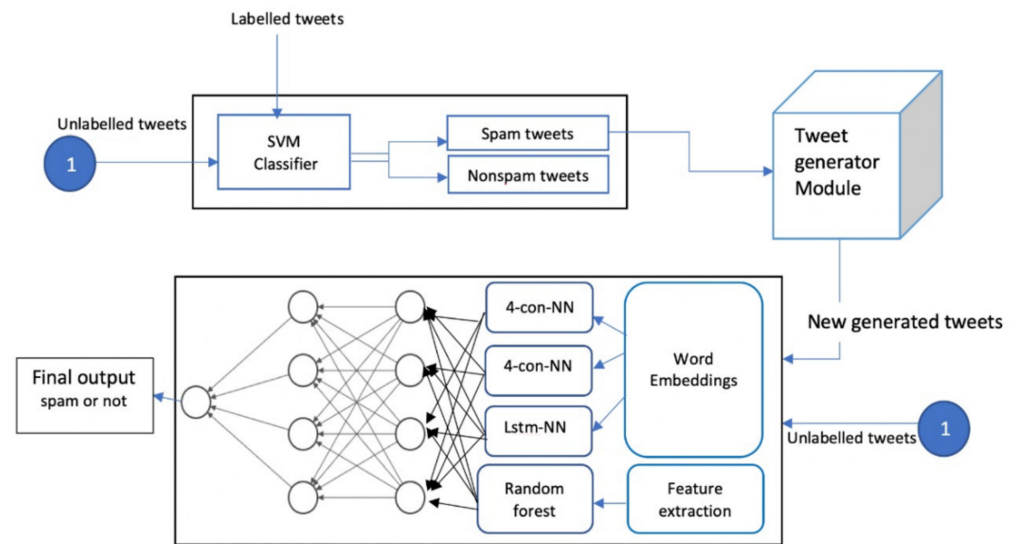 Labelled tweets
Unlabelled tweets
1
SVM
Classifier
Spam tweets
Nonspam tweets
Tweet
generator
Module
New generated tweets
4-con-NN
4-con-NN
Lstm-NN
Random
forest
Word
Embeddings
Feature
extraction
Unlabelled tweets
1
Final output
spam or not